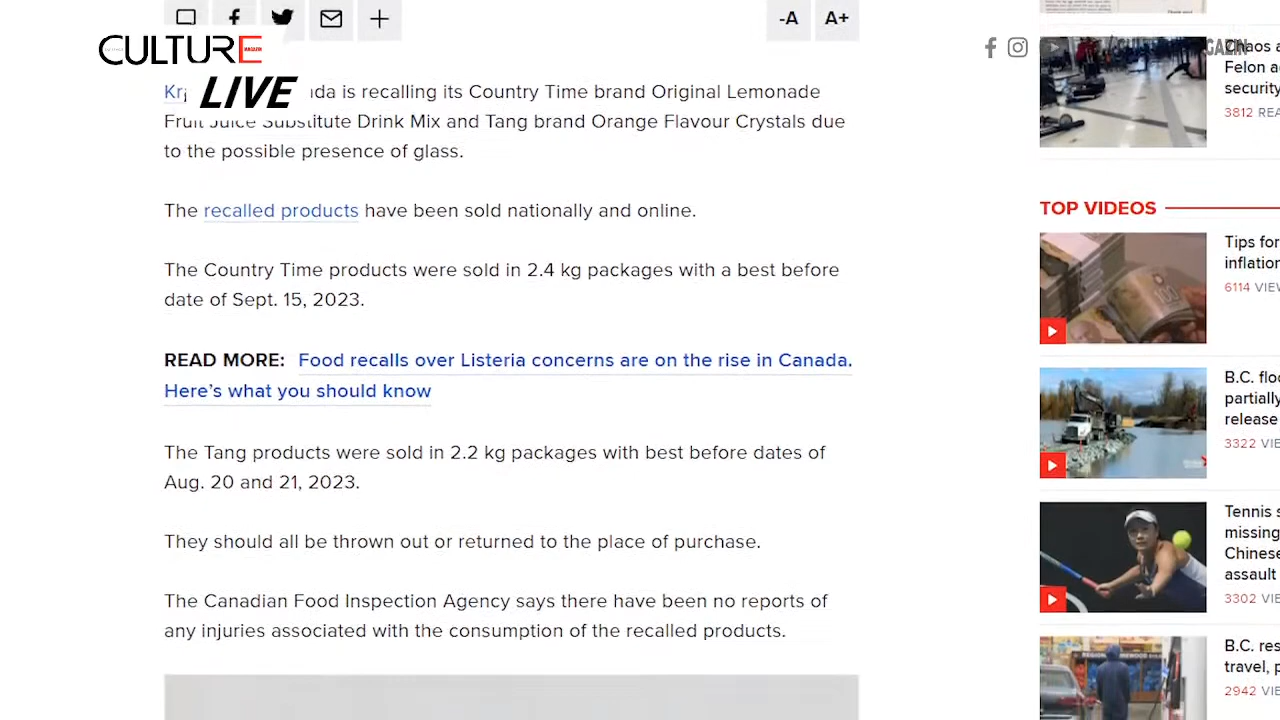 -A A+
CULTURE
LIVE
is recalling its Country Time brand Original Lemonade
Fruit Juice Substitute Drink Mix and Tang brand Orange Flavour Crystals due
to the possible presence of glass.
The recalled products have been sold nationally and online.
The Country Time products were sold in 2.4 kg packages with a best before
date of Sept. 15, 2023.
READ MORE: Food recalls over Listeria concerns are on the rise in Canada.
Here's what you should know
The Tang products were sold in 2.2 kg packages with best before dates of
Aug. 20 and 21, 2023.
They should all be thrown out or returned to the place of purchase.
The Canadian Food Inspection Agency says there have been no reports of
any injuries associated with the consumption of the recalled products.
Chaos a
Felon a
security
3812 REA
TOP VIDEOS
Tips for
inflation
6114 VIEW
B.C. floo
partially
release
3322 VIE
Tennis s
missing
Chinese
assault
3302 VIE
B.C. res
travel, p
2942 VIE